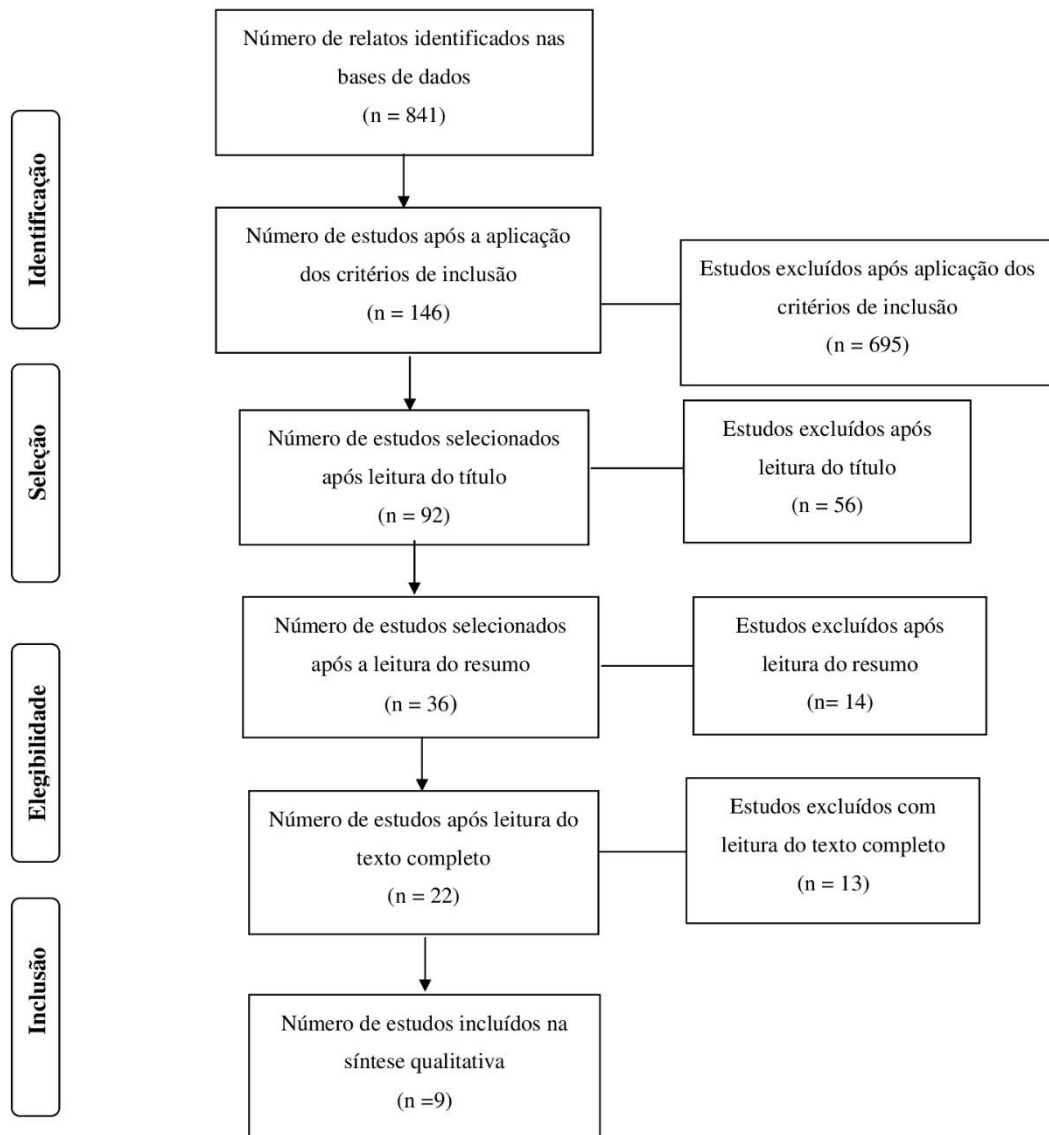 Número de relatos identificados nas
bases de dados
(n = 841)
Identificação
Número de estudos após a aplicação
dos critérios de inclusão
(n = 146)
Estudos excluídos após aplicação dos
critérios de inclusão
(n = 695)
Seleção
Número de estudos selecionados
após leitura do título
(n = 92)
Estudos excluídos após
leitura do título
(n = 56)
Número de estudos selecionados
após a leitura do resumo
(n = 36)
Estudos excluídos após
leitura do resumo
(n= 14)
Elegibilidade
Número de estudos após leitura do
texto completo
(n = 22)
Estudos excluídos com
leitura do texto completo
(n = 13)
Inclusão
Número de estudos incluídos na
síntese qualitativa
(n =9)